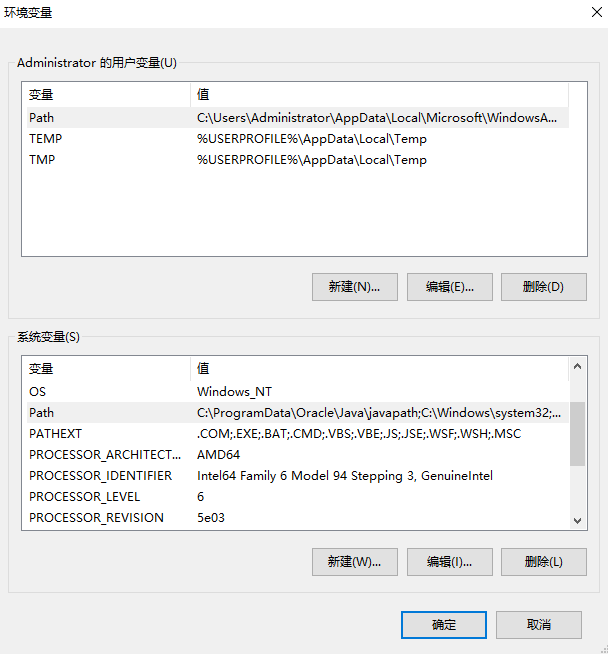 环境变量
Administrator 的用户变量(U)
变量 值
Path C:\Users\Administrator\AppData\Local\Microsoft\WindowsA...
TEMP %USERPROFILE%\AppData\Local\Temp
TMP %USERPROFILE%\AppData\Local\Temp
新建(N)... 编辑(E)... 删除(D)
系统变量(S)
变量 值
OS Windows_NT
Path C:\ProgramData\Oracle\Java\javapath;C:\Windows\system32;...
PATHEXT .COM;.EXE;.BAT;.CMD;.VBS;.VBE;.JS;.JSE;.WSF;.WSH;.MSC
PROCESSOR_ARCHITECT... AMD64
PROCESSOR_IDENTIFIER Intel64 Family 6 Model 94 Stepping 3, GenuineIntel
PROCESSOR_LEVEL 6
PROCESSOR_REVISION 5e03
新建(W)... 编辑(I)... 删除(L)
确定 取消